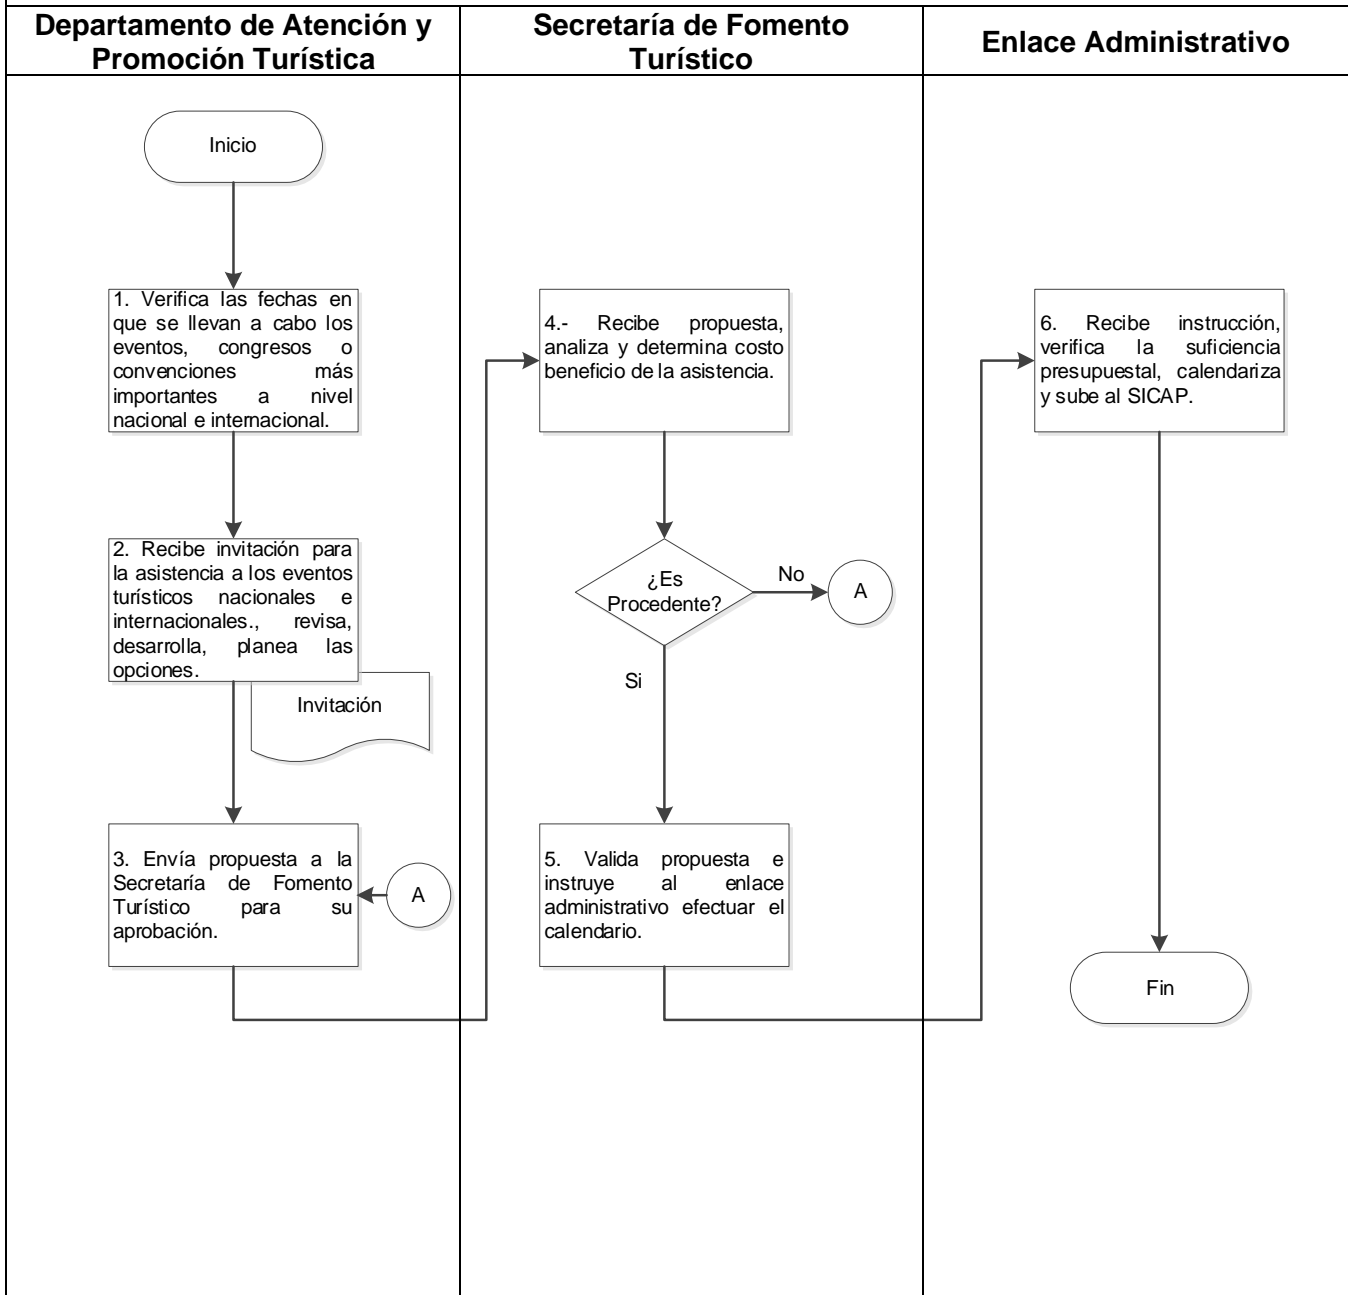 Departamento de Atención y
Promoción Turística
Secretaría de Fomento
Turístico
Enlace Administrativo
Inicio
1. Verifica las fechas en
que se llevan a cabo los
eventos, congresos o
convenciones más
importantes a nivel
nacional e internacional.
2. Recibe invitación para
la asistencia a los eventos
turísticos nacionales e
internacionales., revisa,
desarrolla, planea las
opciones.
Invitación
3. Envía propuesta a la
Secretaría de Fomento
Turístico para su
aprobación.
A
4.- Recibe propuesta,
analiza y determina costo
beneficio de la asistencia.
¿Es
Procedente?
No
A
Si
5. Valida propuesta e
instruye al enlace
administrativo efectuar el
calendario.
6. Recibe instrucción,
verifica la suficiencia
presupuestal, calendariza
y sube al SICAP.
Fin